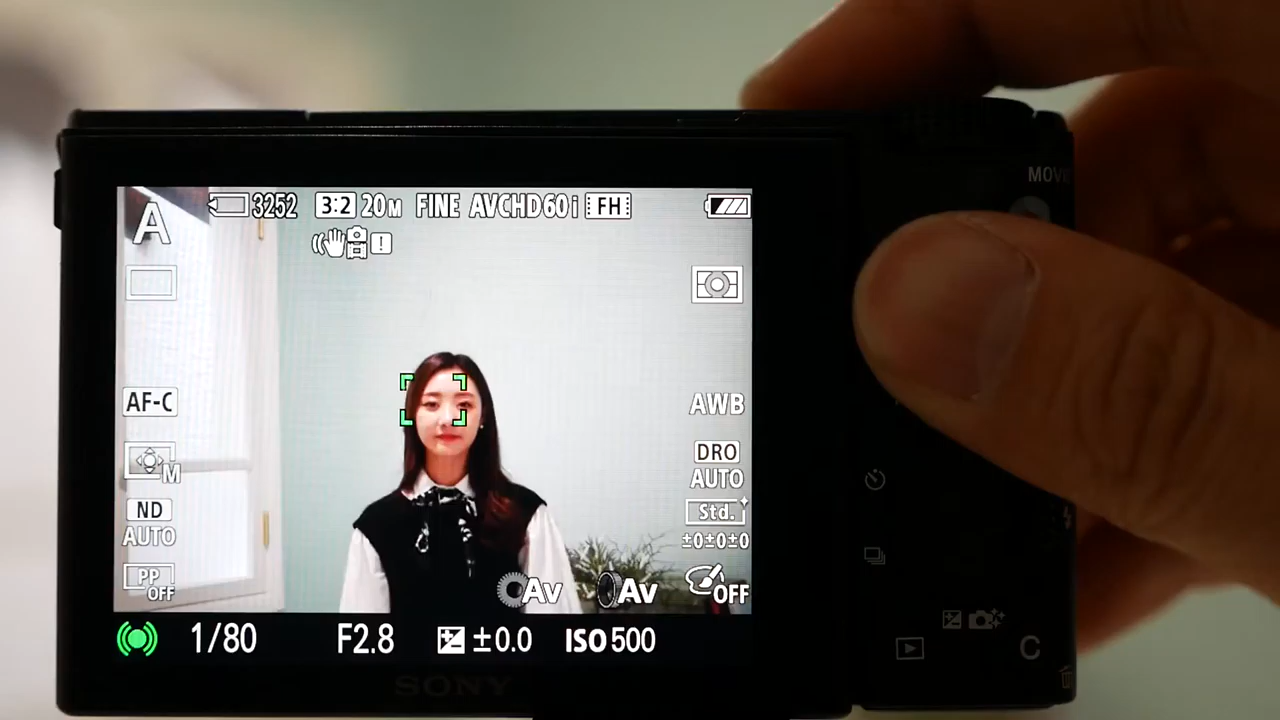 A 3252 3:2 20M FINE AVCHD60i FH
!
AF-C
M
AWB
ND
AUTO
DRO
AUTO
Std.
±0±0±0
PP
OFF
Av Av OFF
1/80 F2.8 ±0.0 ISO500
SONY
MOVE
C